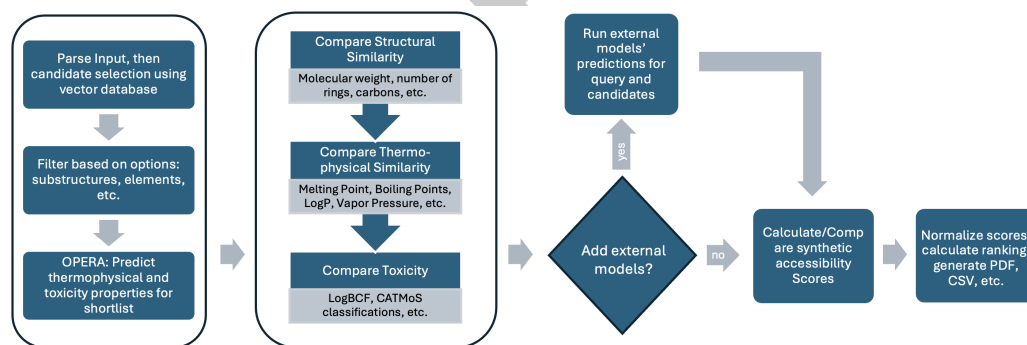 Parse Input, then
candidate selection using
vector database
Filter based on options:
substructures, elements,
etc.
OPERA: Predict
thermophysical and
toxicity properties for
shortlist
Compare Structural
Similarity
Molecular weight, number of
rings, carbons, etc.
Compare Thermo-
physical Similarity
Melting Point, Boiling Points,
LogP, Vapor Pressure, etc.
Compare Toxicity
LogBCF, CATMoS
classifications, etc.
Run external
models’
predictions for
query and
candidates
yes
Add external
models?
no
Calculate/Comp
are synthetic
accessibility
Scores
Normalize scores
calculate ranking
generate PDF,
CSV, etc.